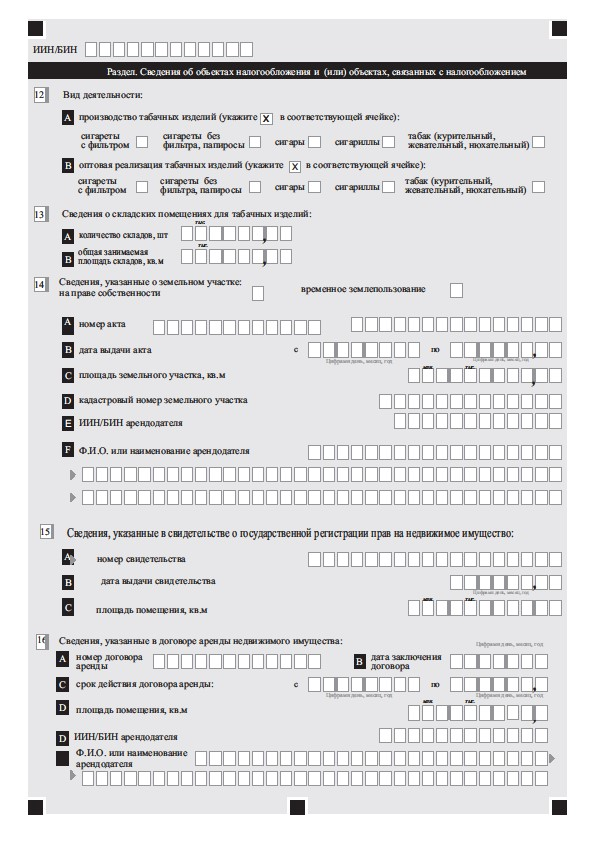 ИИН/БИН
Раздел. Сведения об объектах налогообложения и (или) объектах, связанных с налогообложением
12 Вид деятельности:
A производство табачных изделий (укажите X в соответствующей ячейке):
сигареты с фильтром сигареты без фильтра, папиросы сигары сигариллы табак (курительный, жевательный, нюхательный)
B оптовая реализация табачных изделий (укажите X в соответствующей ячейке):
сигареты с фильтром сигареты без фильтра, папиросы сигары сигариллы табак (курительный, жевательный, нюхательный)
13 Сведения о складских помещениях для табачных изделий:
тыс.
A количество складов, шт ,
тыс.
B общая занимаемая площадь складов, кв.м ,
14 Сведения, указанные о земельном участке:
на праве собственности временное землепользование
A номер акта
B дата выдачи акта с по ,
Цифрами день, месяц, год Цифрами день, месяц, год
млн. тыс.
C площадь земельного участка, кв.м ,
D кадастровый номер земельного участка
E ИИН/БИН арендодателя
F Ф.И.О. или наименование арендодателя
15 Сведения, указанные в свидетельстве о государственной регистрации прав на недвижимое имущество:
A номер свидетельства
B дата выдачи свидетельства ,
Цифрами день, месяц, год
млн. тыс.
C площадь помещения, кв.м
16 Сведения, указанные в договоре аренды недвижимого имущества:
Цифрами день, месяц, год
A номер договора аренды B дата заключения договора
C срок действия договора аренды: с по ,
Цифрами день, месяц, год Цифрами день, месяц, год
млн. тыс.
D площадь помещения, кв.м ,
D ИИН/БИН арендодателя
Ф.И.О. или наименование арендодателя